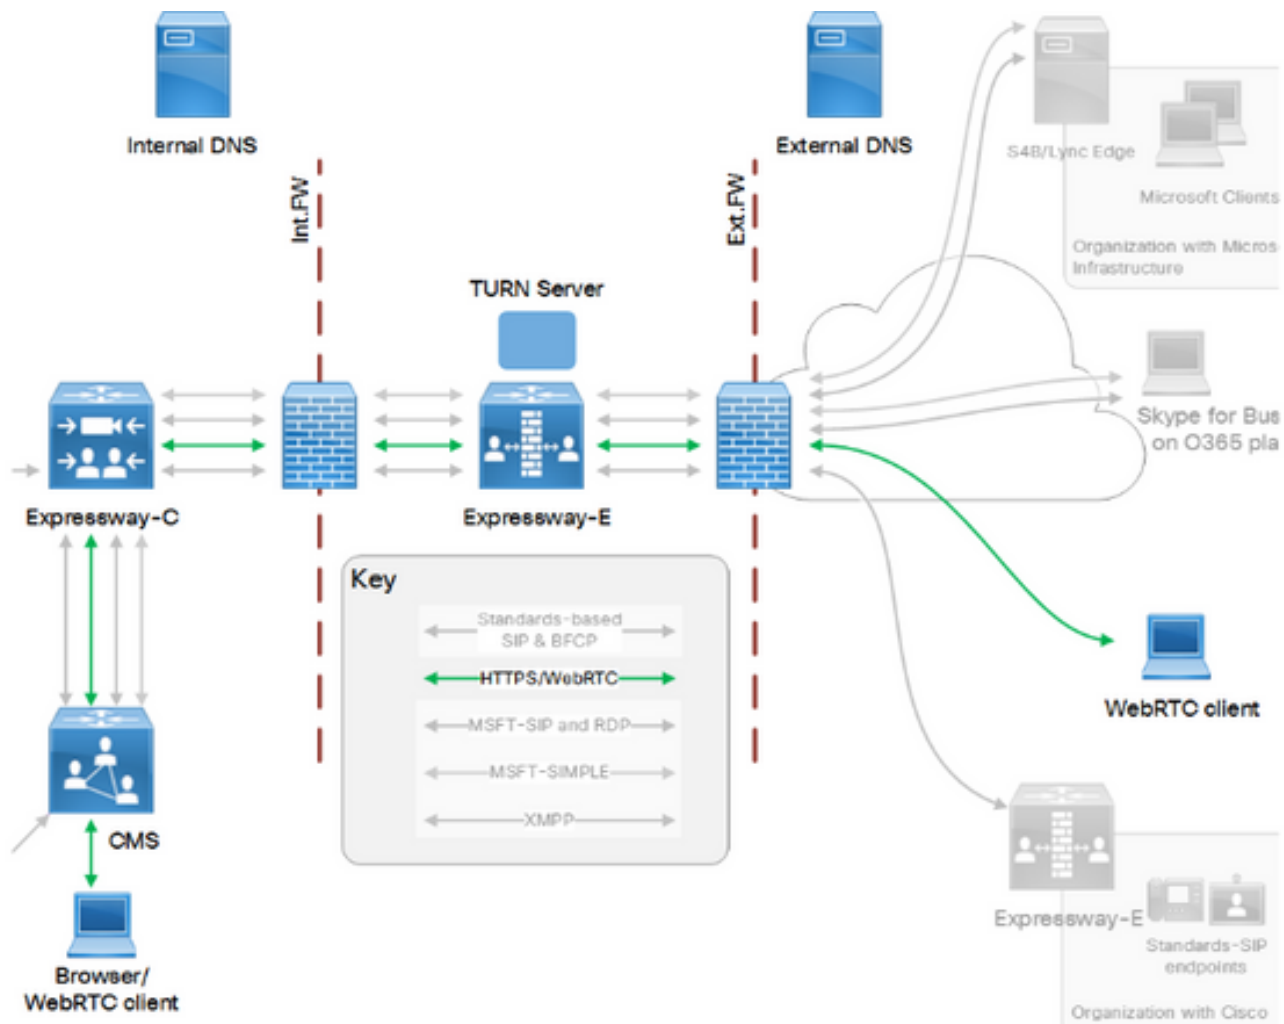 Internal DNS
External DNS
S4B/Lync Edge
Microsoft Clients
Organization with Micros
Infrastructure
Int.FW
Ext.FW
TURN Server
Skype for Bus
on O365 pla
Expressway-C
Expressway-E
Key
Standards-based
SIP & BFCP
HTTPS/WebRTC
MSFT-SIP and RDP
MSFT-SIMPLE
XMPP
WebRTC client
CMS
Expressway-E
Standards-SIP
endpoints
Organization with Cisco
Browser/
WebRTC client